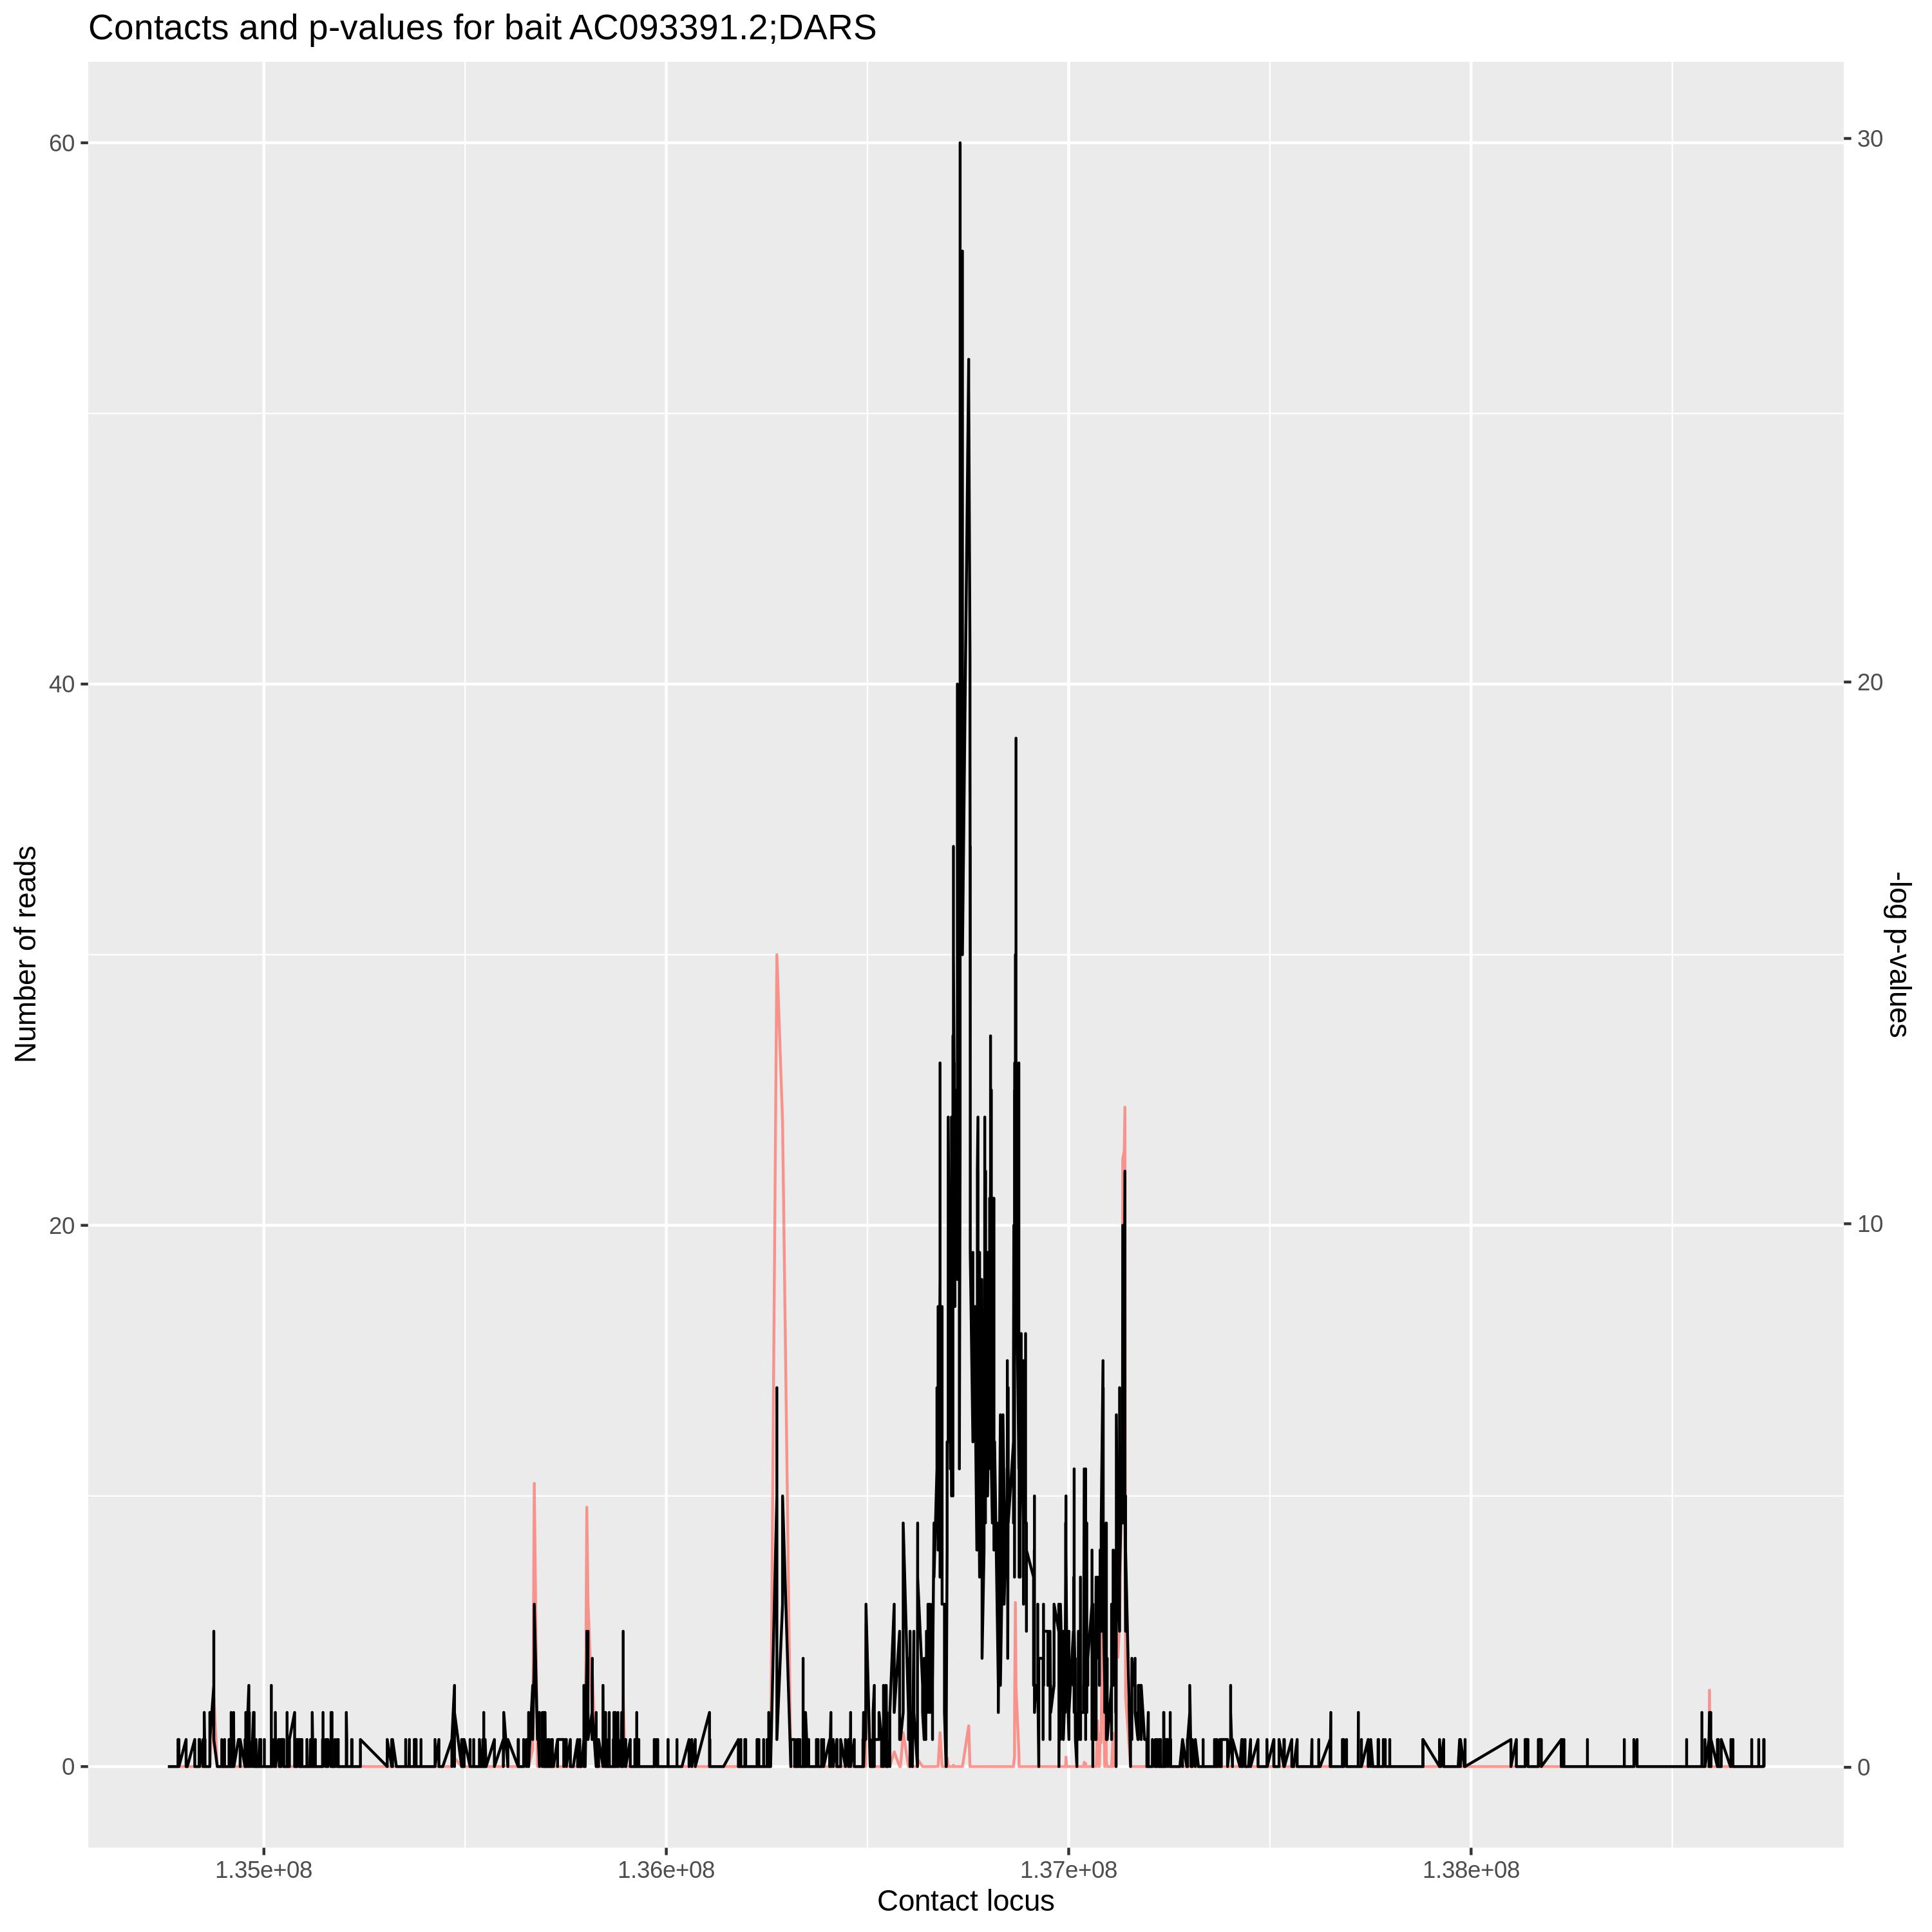 Contacts and p-values for bait AC093391.2;DARS
60
40
20
0
30
20
10
0
Number of reads
-log p-values
1.35e+08 1.36e+08 1.37e+08 1.38e+08
Contact locus